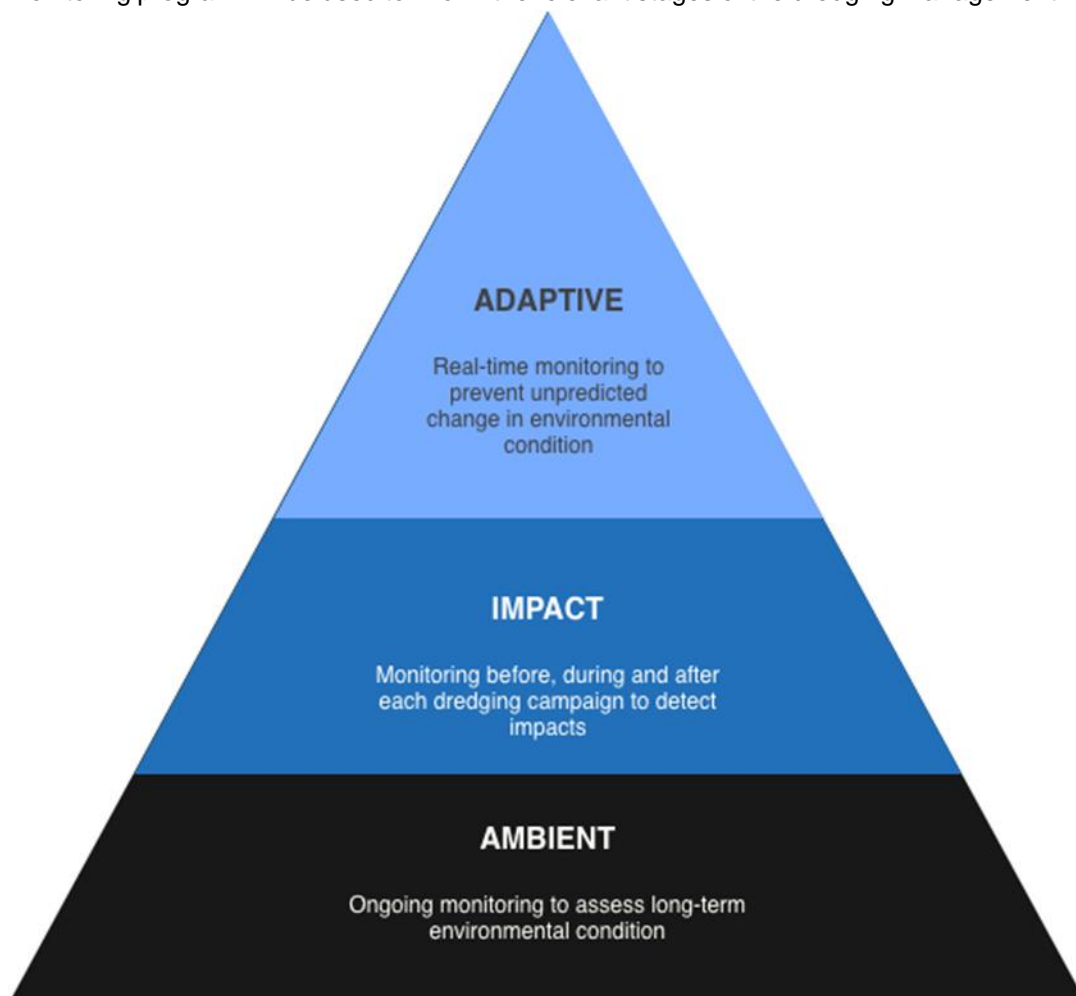 ADAPTIVE
Real-time monitoring to
prevent unpredicted
change in environmental
condition
IMPACT
Monitoring before, during and after
each dredging campaign to detect
impacts
AMBIENT
Ongoing monitoring to assess long-term
environmental condition